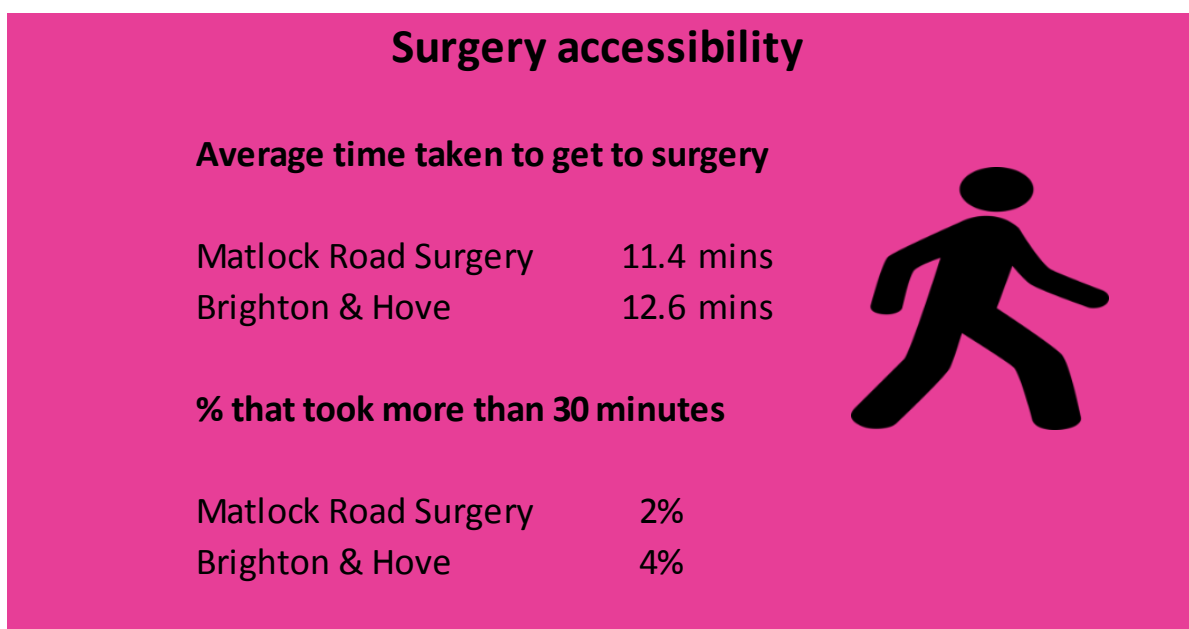 Surgery accessibility
Average time taken to get to surgery
Matlock Road Surgery 11.4 mins
Brighton & Hove 12.6 mins
% that took more than 30 minutes
Matlock Road Surgery 2%
Brighton & Hove 4%